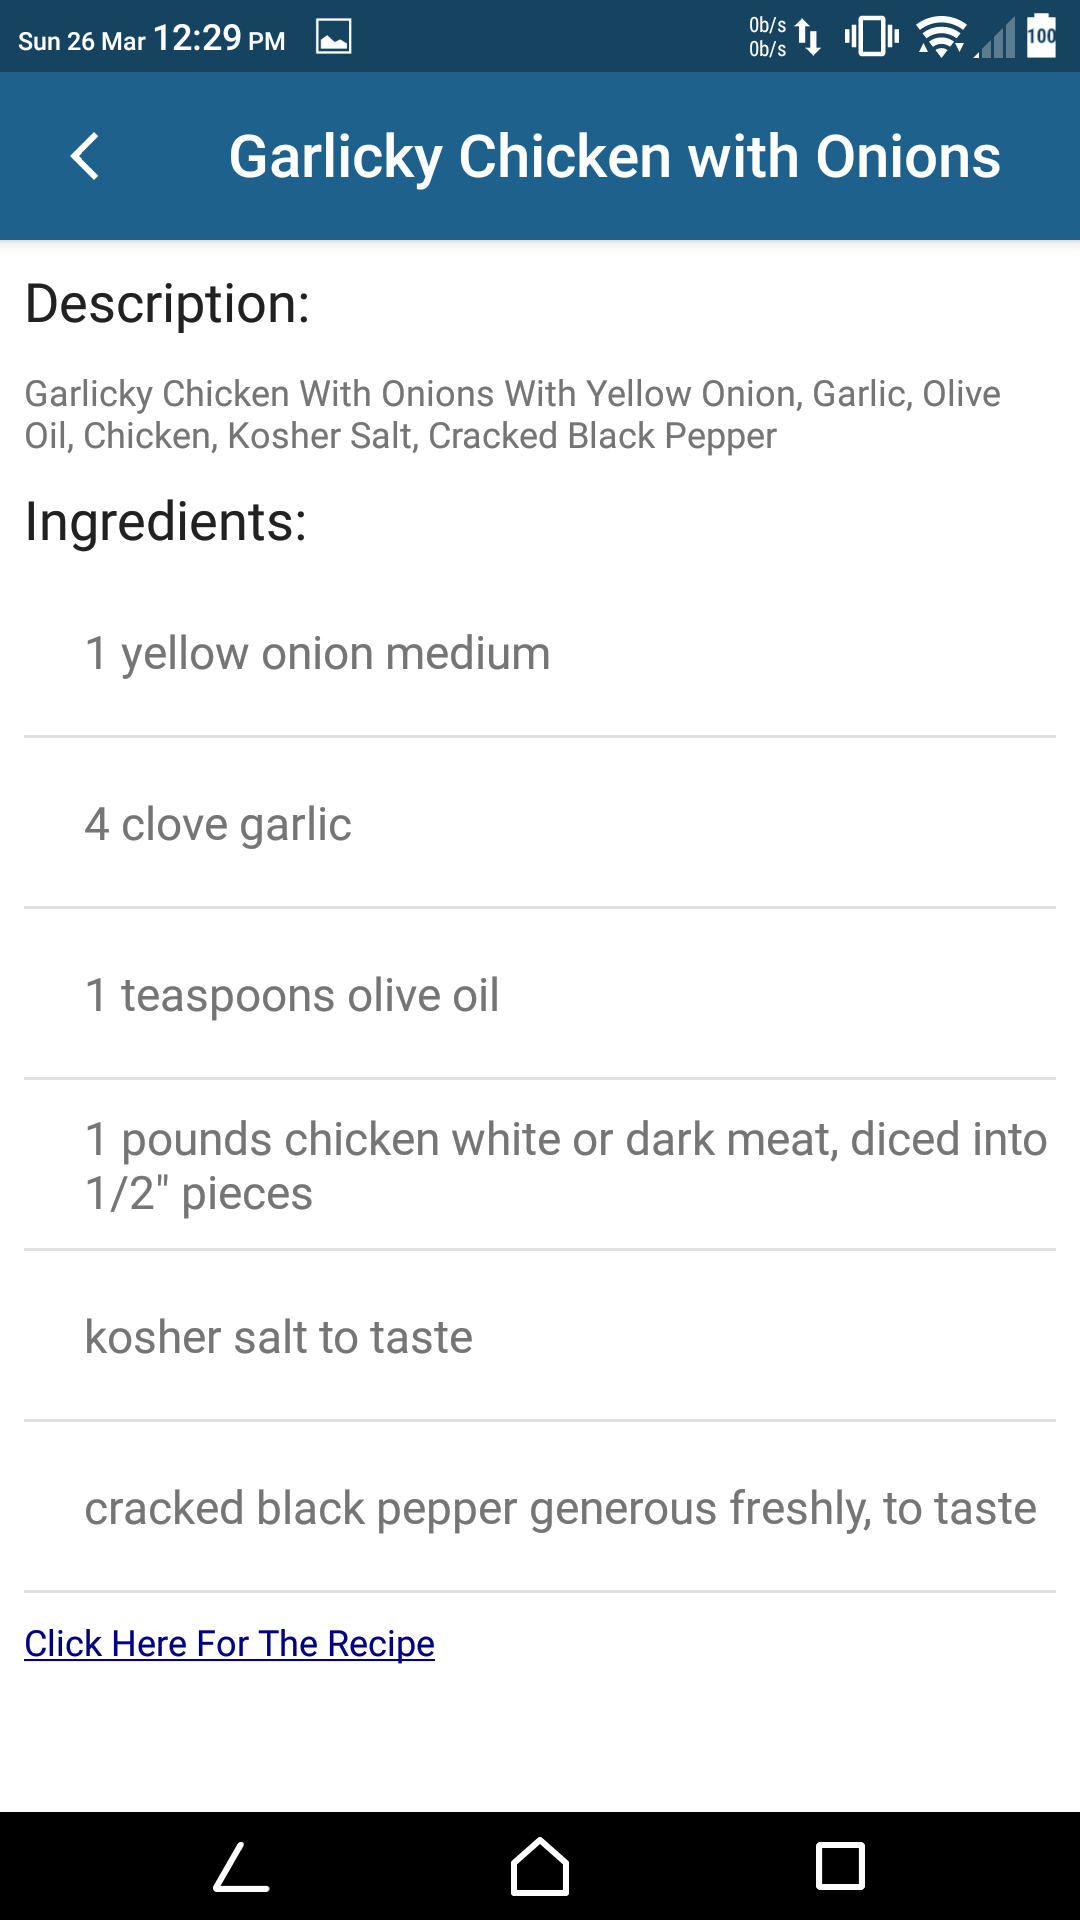 Sun 26 Mar 12:29 PM
0b/s
0b/s
100
Garlicky Chicken with Onions
Description:
Garlicky Chicken With Onions With Yellow Onion, Garlic, Olive
Oil, Chicken, Kosher Salt, Cracked Black Pepper
Ingredients:
1 yellow onion medium
4 clove garlic
1 teaspoons olive oil
1 pounds chicken white or dark meat, diced into
1/2" pieces
kosher salt to taste
cracked black pepper generous freshly, to taste
Click Here For The Recipe